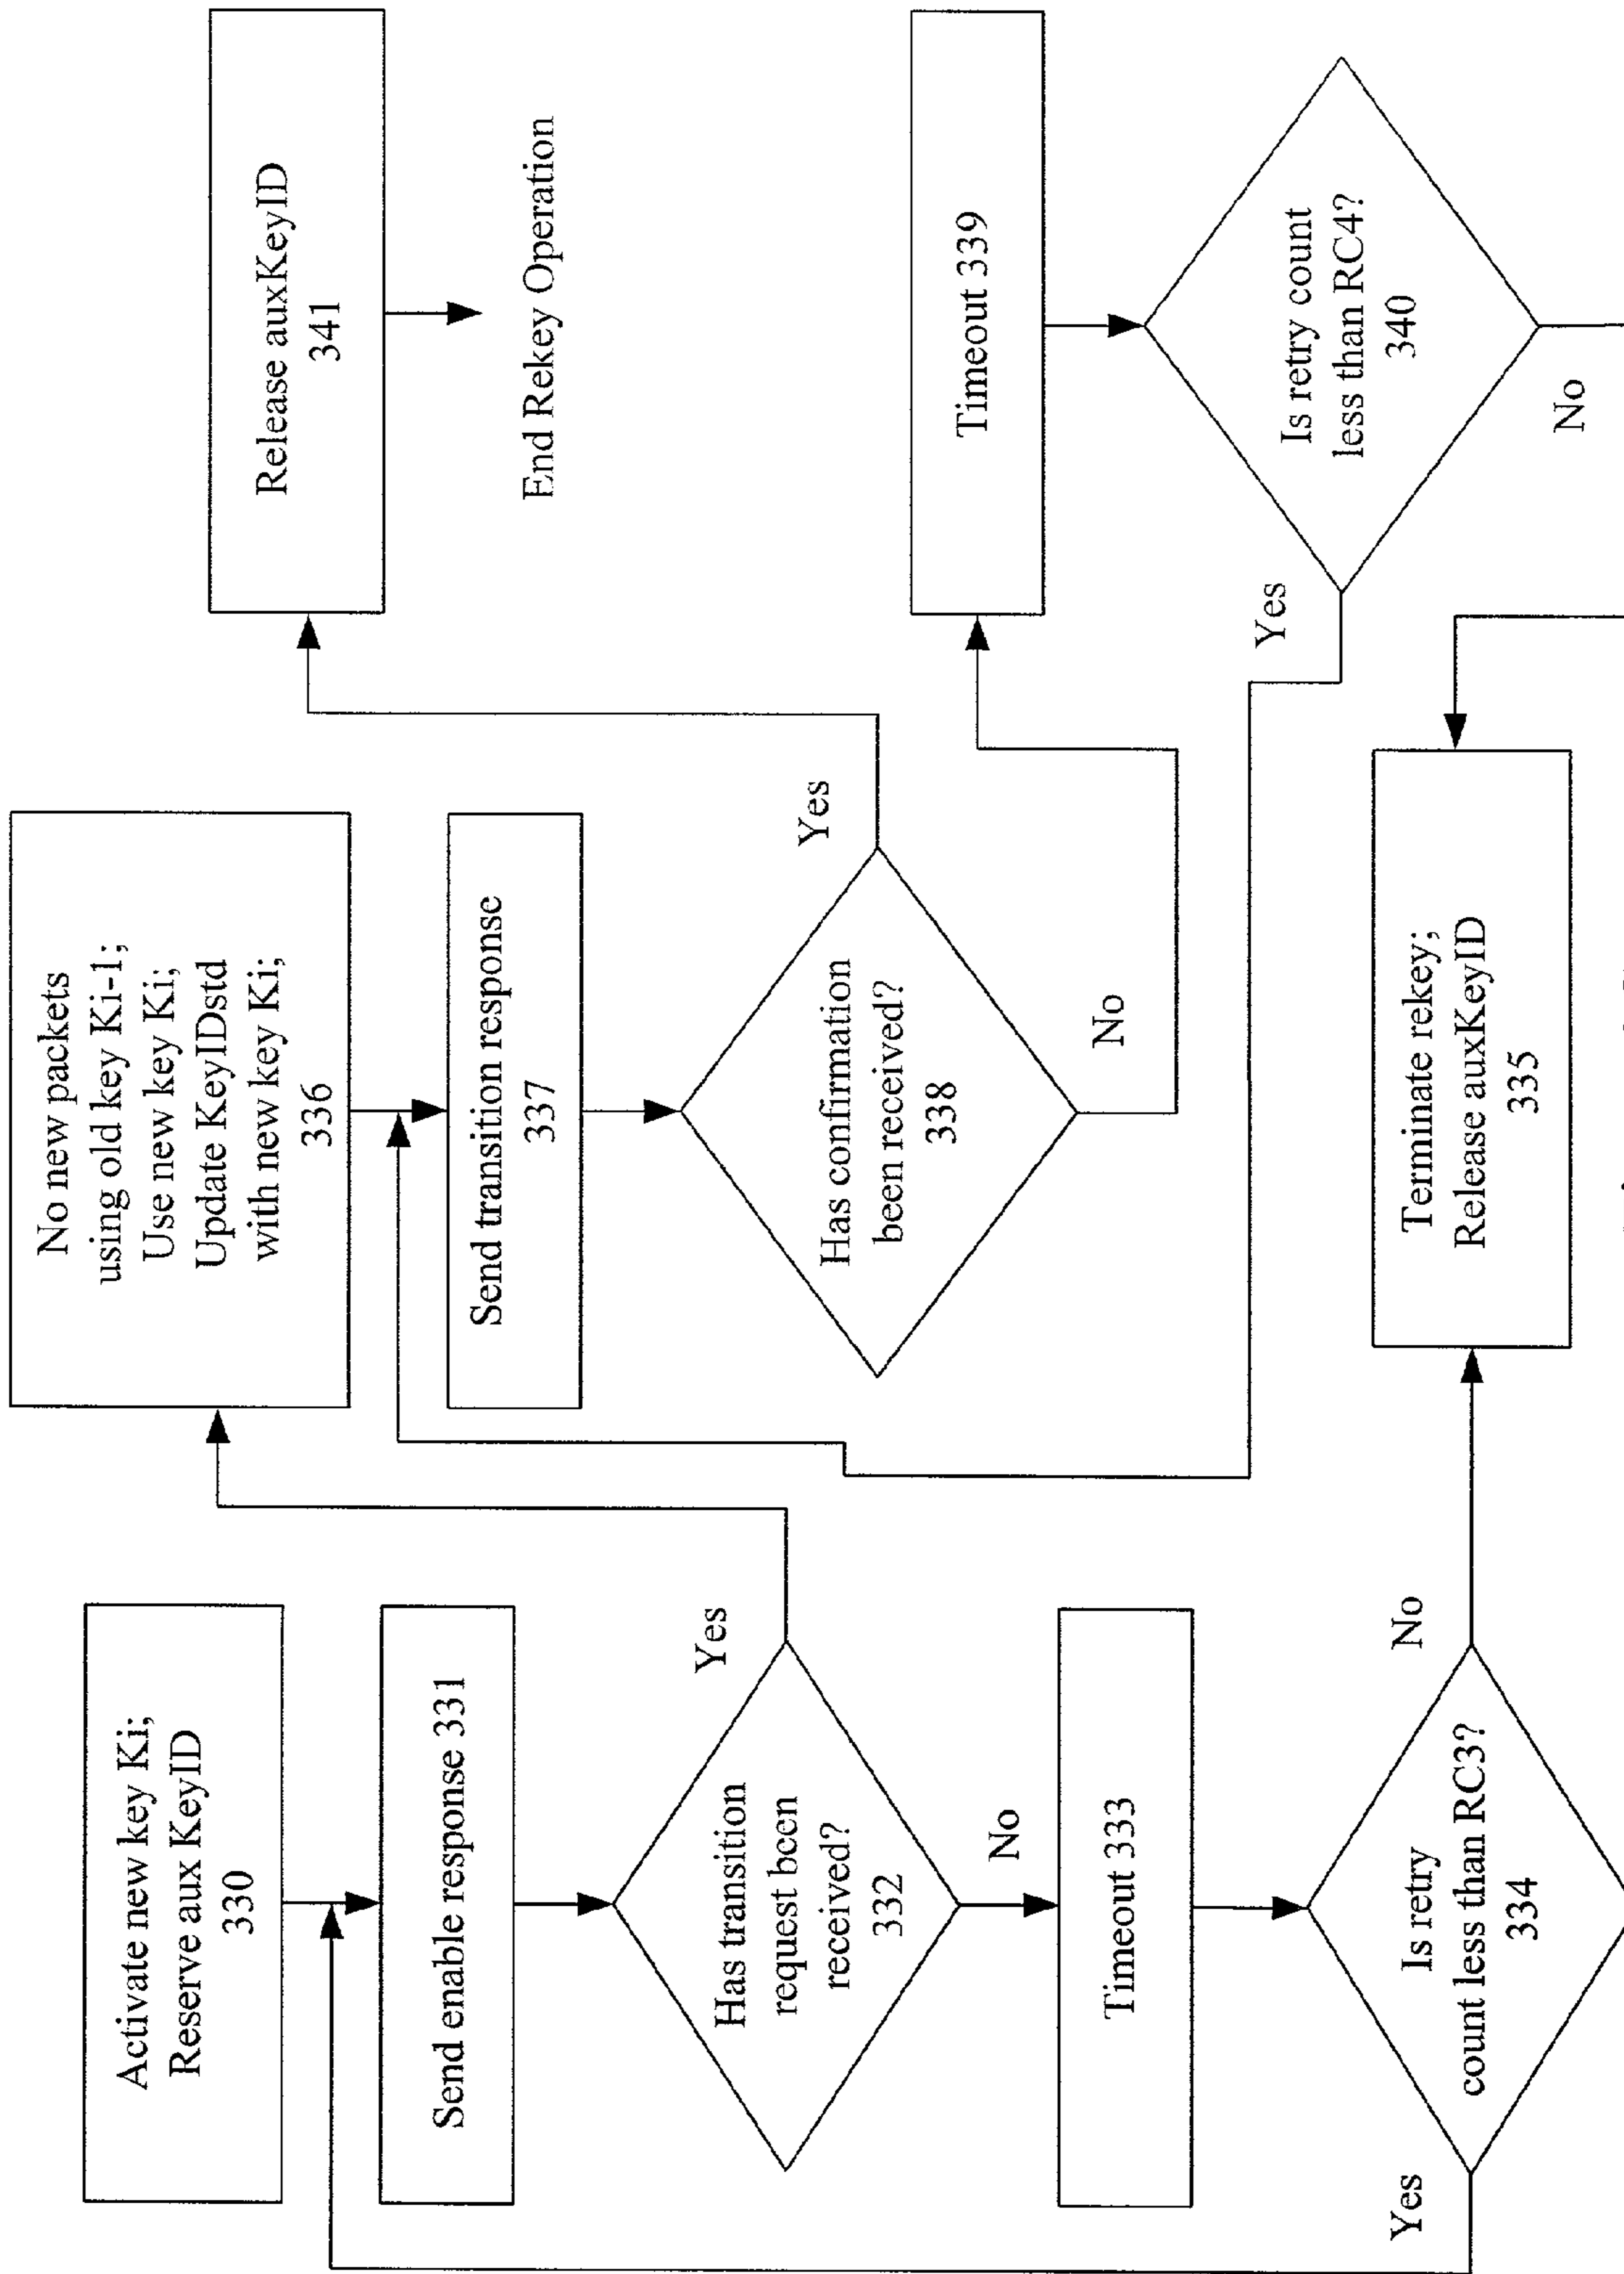 Activate new key Ki;
Reserve aux KeyID
330
Send enable response 331
Has transition
request been
received?
332
Yes
No
Timeout 333
Is retry
count less than RC3?
334
Yes
No
No new packets
using old key Ki-1;
Use new key Ki;
Update KeyIDstd
with new key Ki;
336
Send transition response
337
Has confirmation
been received?
338
Yes
No
Terminate rekey;
Release auxKeyID
335
Release auxKeyID
341
End Rekey Operation
Timeout 339
Is retry count
less than RC4?
340
Yes
No